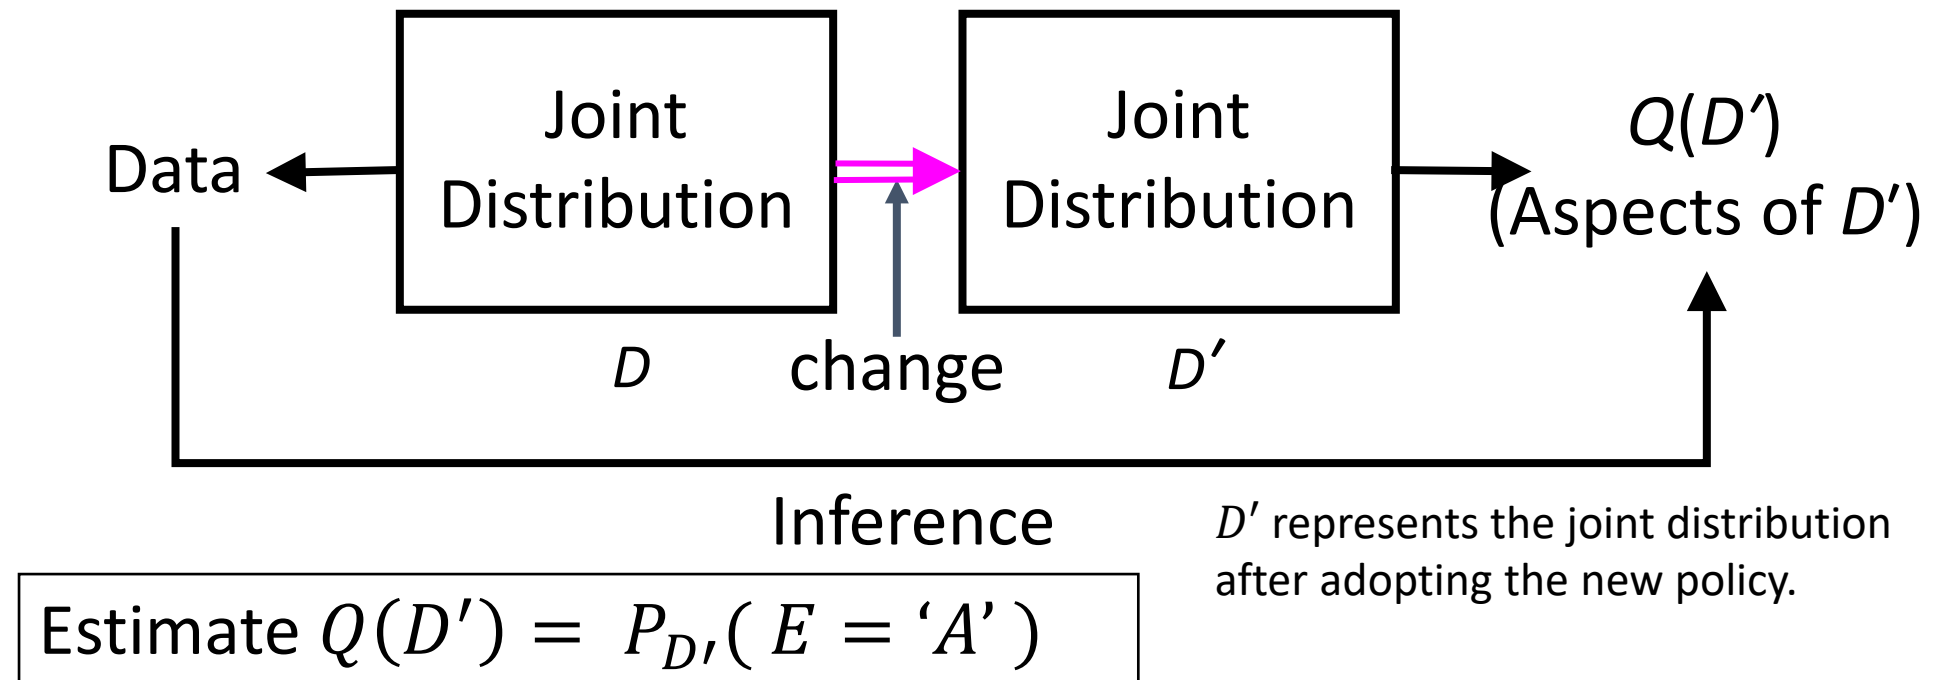 Data
Joint
Distribution
Joint
Distribution
Q(D′)
(Aspects of D′)
D
change
D′
Inference
D′ represents the joint distribution
after adopting the new policy.
Estimate Q(D′) = P_{D′}( E = ‘A’ )